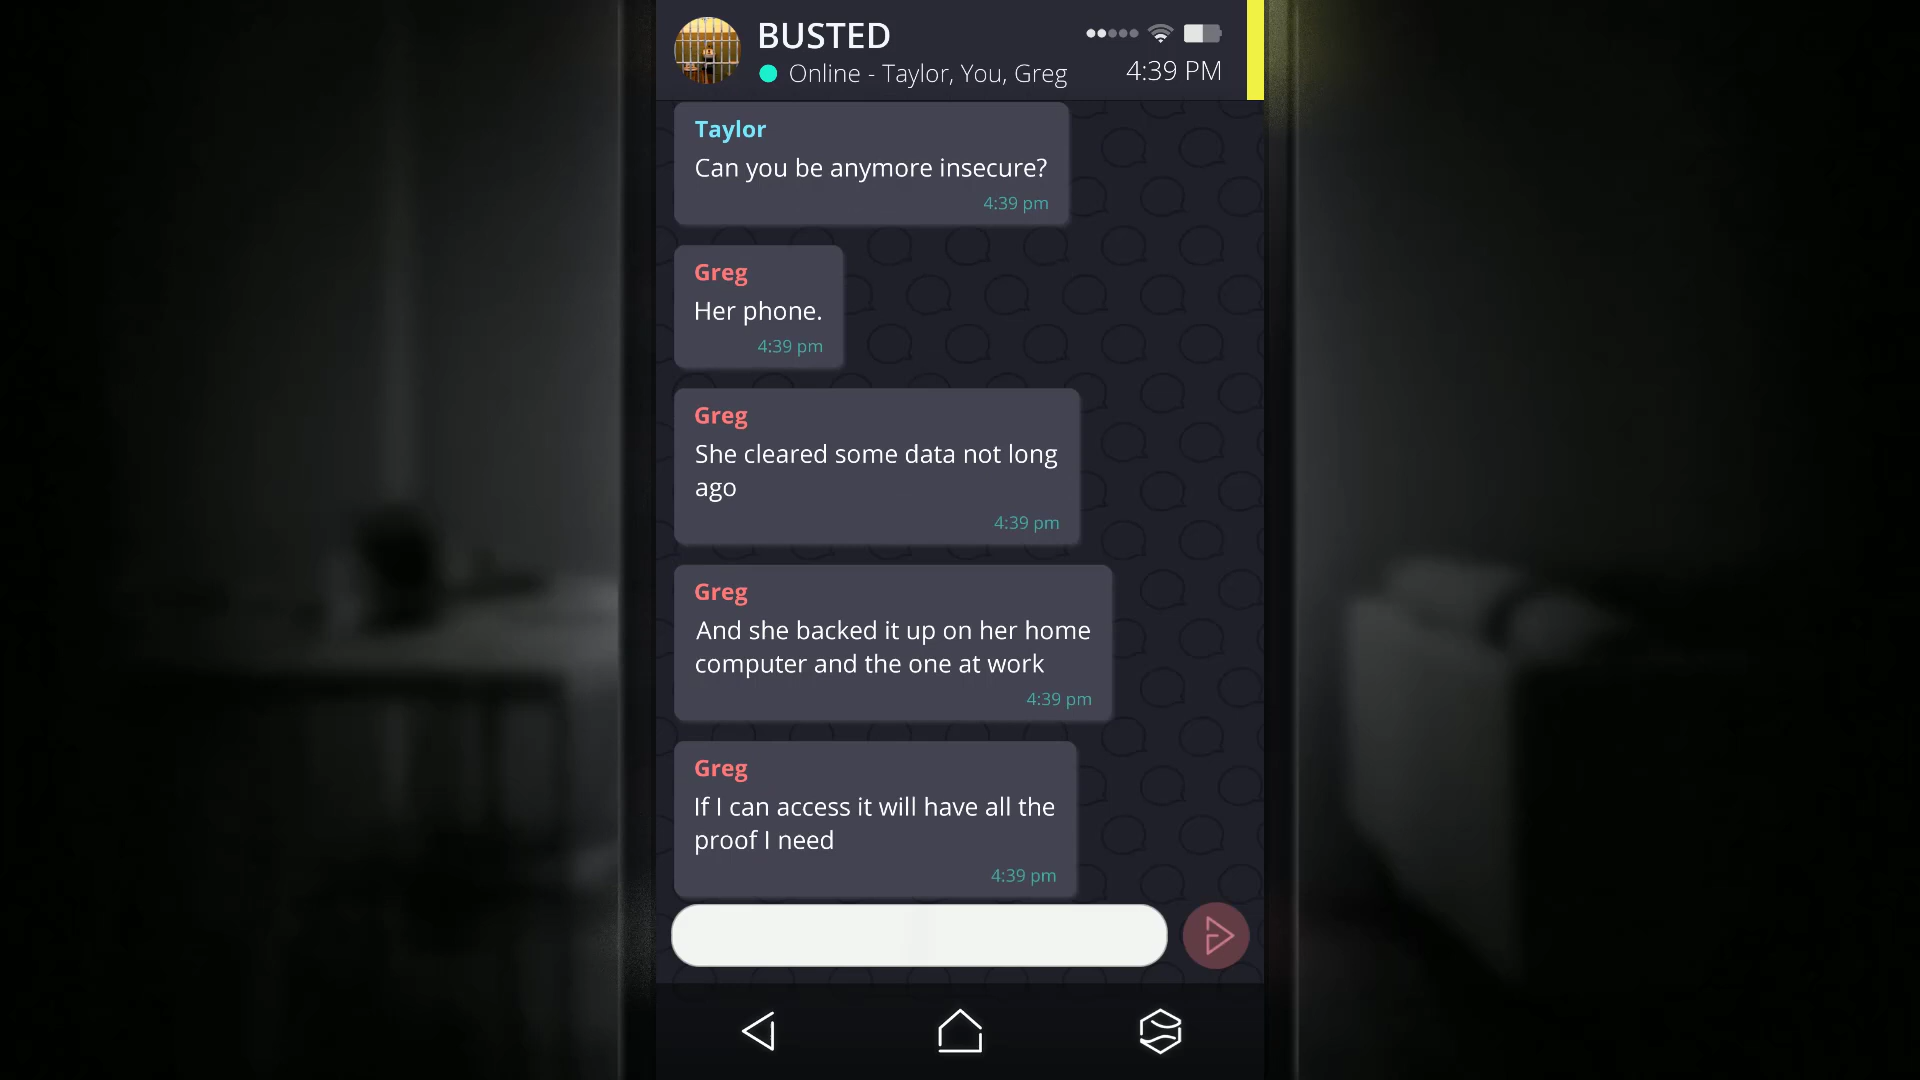 BUSTED
Online - Taylor, You, Greg
4:39 PM
Taylor
Can you be anymore insecure?
4:39 pm
Greg
Her phone.
4:39 pm
Greg
She cleared some data not long
ago
4:39 pm
Greg
And she backed it up on her home
computer and the one at work
4:39 pm
Greg
If I can access it will have all the
proof I need
4:39 pm